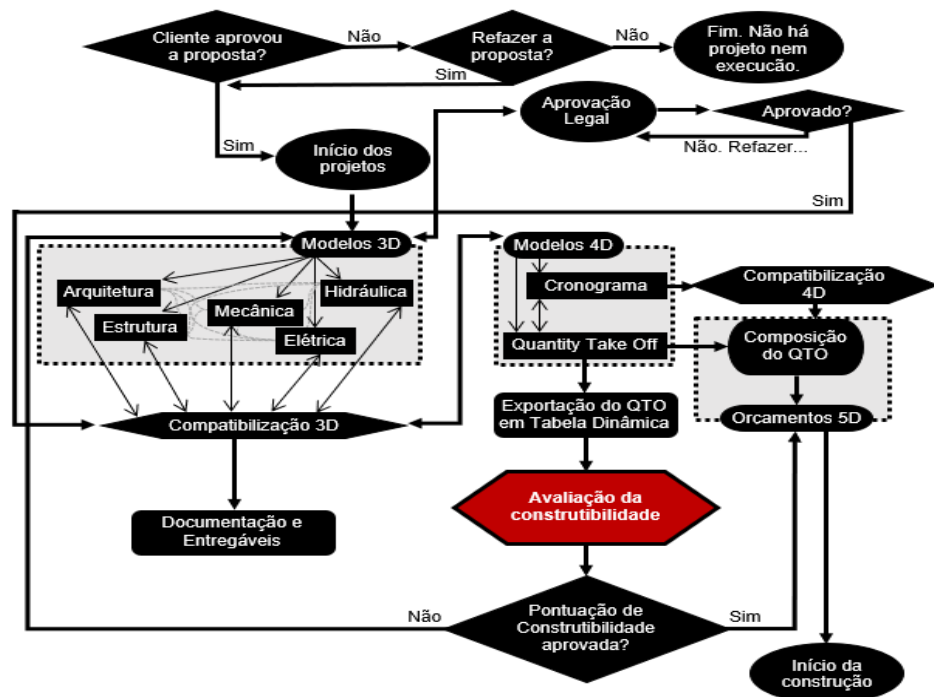 Cliente aprovou
a proposta?
Não
Refazer a
proposta?
Não
Fim. Não há
projeto nem
execucão.
Sim
Aprovação
Legal
Aprovado?
Não. Refazer...
Sim
Início dos
projetos
Sim
Modelos 3D
Modelos 4D
Arquitetura
Hidráulica
Mecânica
Estrutura
Elétrica
Cronograma
Compatibilização
4D
Quantity Take Off
Composição
do QTO
Exportação do QTO
em Tabela Dinâmica
Orcamentos 5D
Compatibilização 3D
Avaliação da
construtibilidade
Documentação e
Entregáveis
Não
Pontuação de
Construtibilidade
aprovada?
Sim
Início da
construção